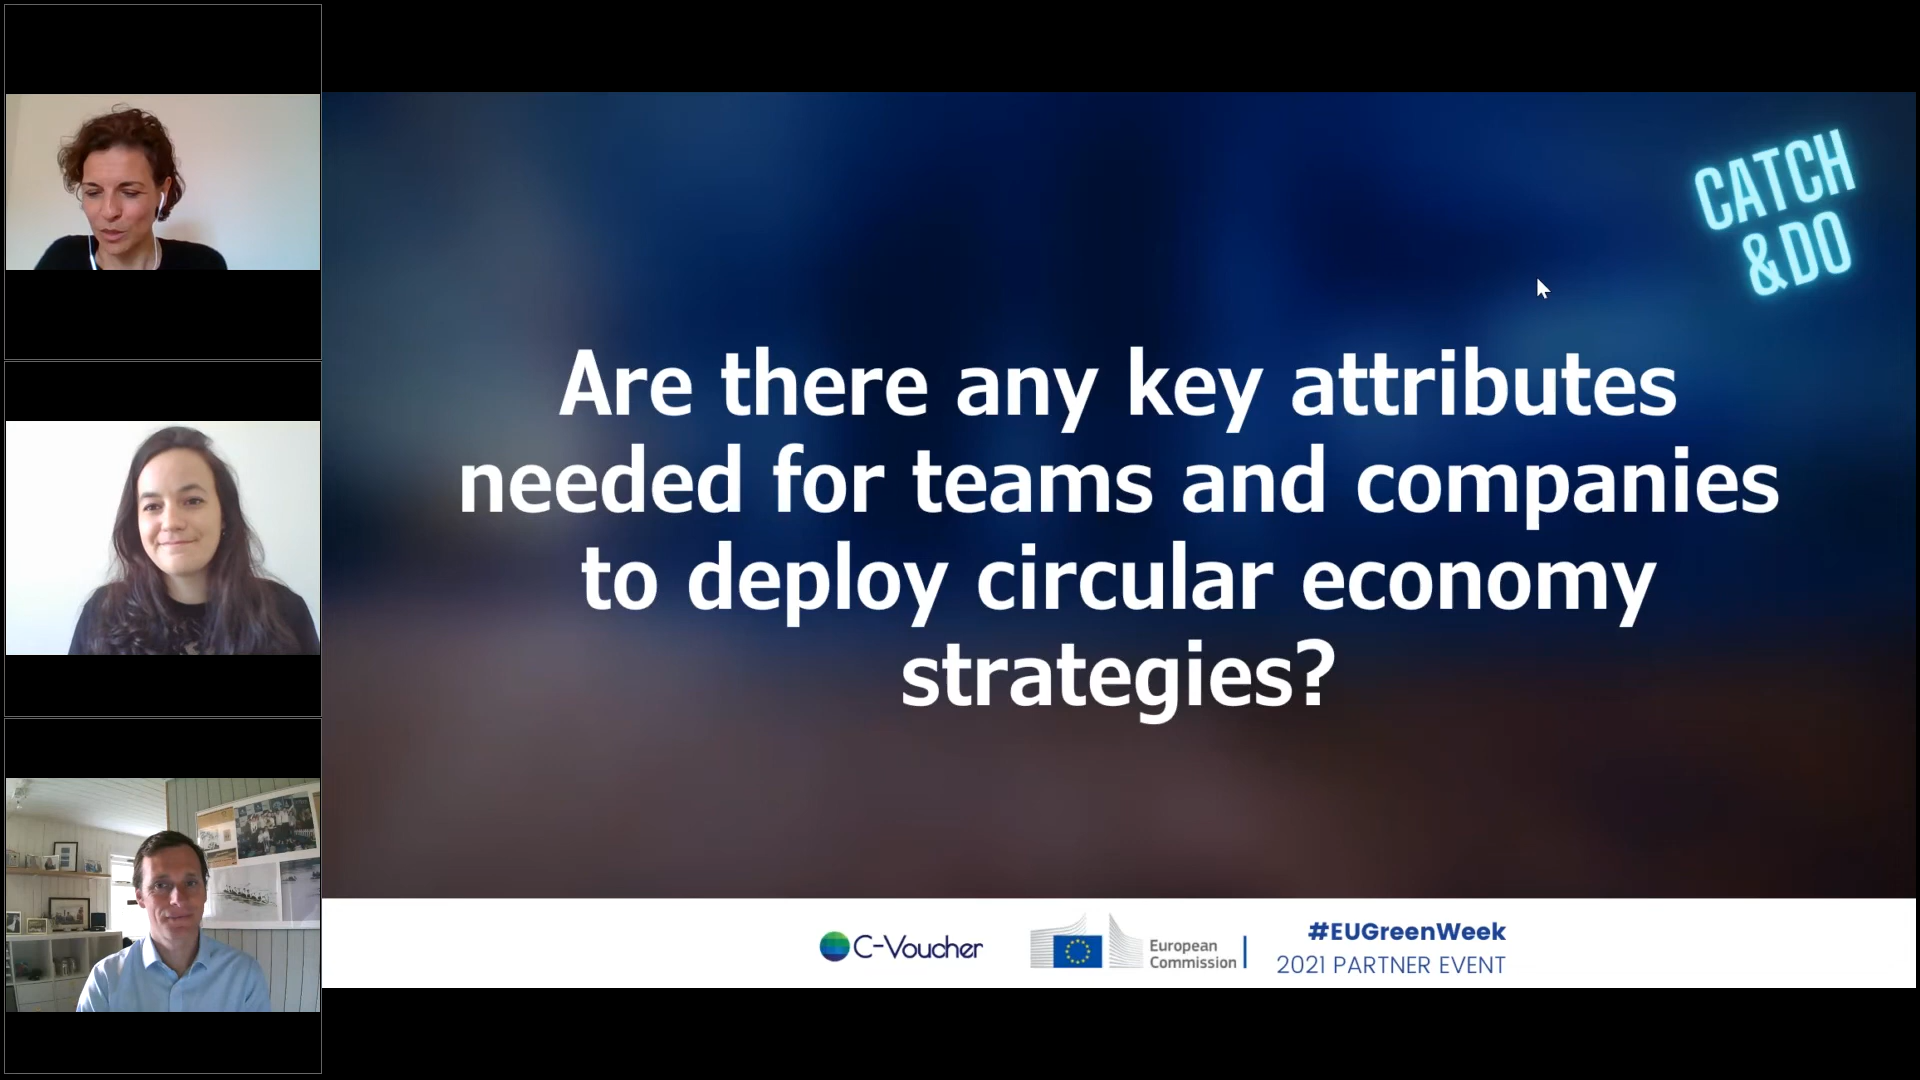 CATCH
&DO
Are there any key attributes
needed for teams and companies
to deploy circular economy
strategies?
C-Voucher
European
Commission
#EUGreenWeek
2021 PARTNER EVENT